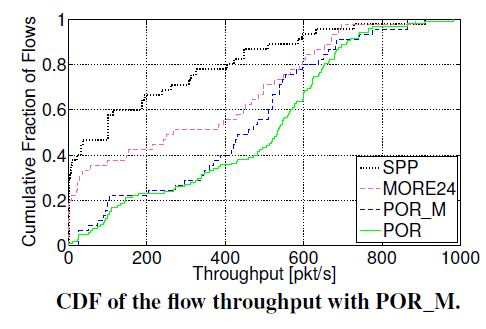 1
0.8
0.6
0.4
0.2
0
0 200 400 600 800 1000
Cumulative Fraction of Flows
Throughput [pkt/s]
SPP
MORE24
POR_M
POR
CDF of the flow throughput with POR_M.